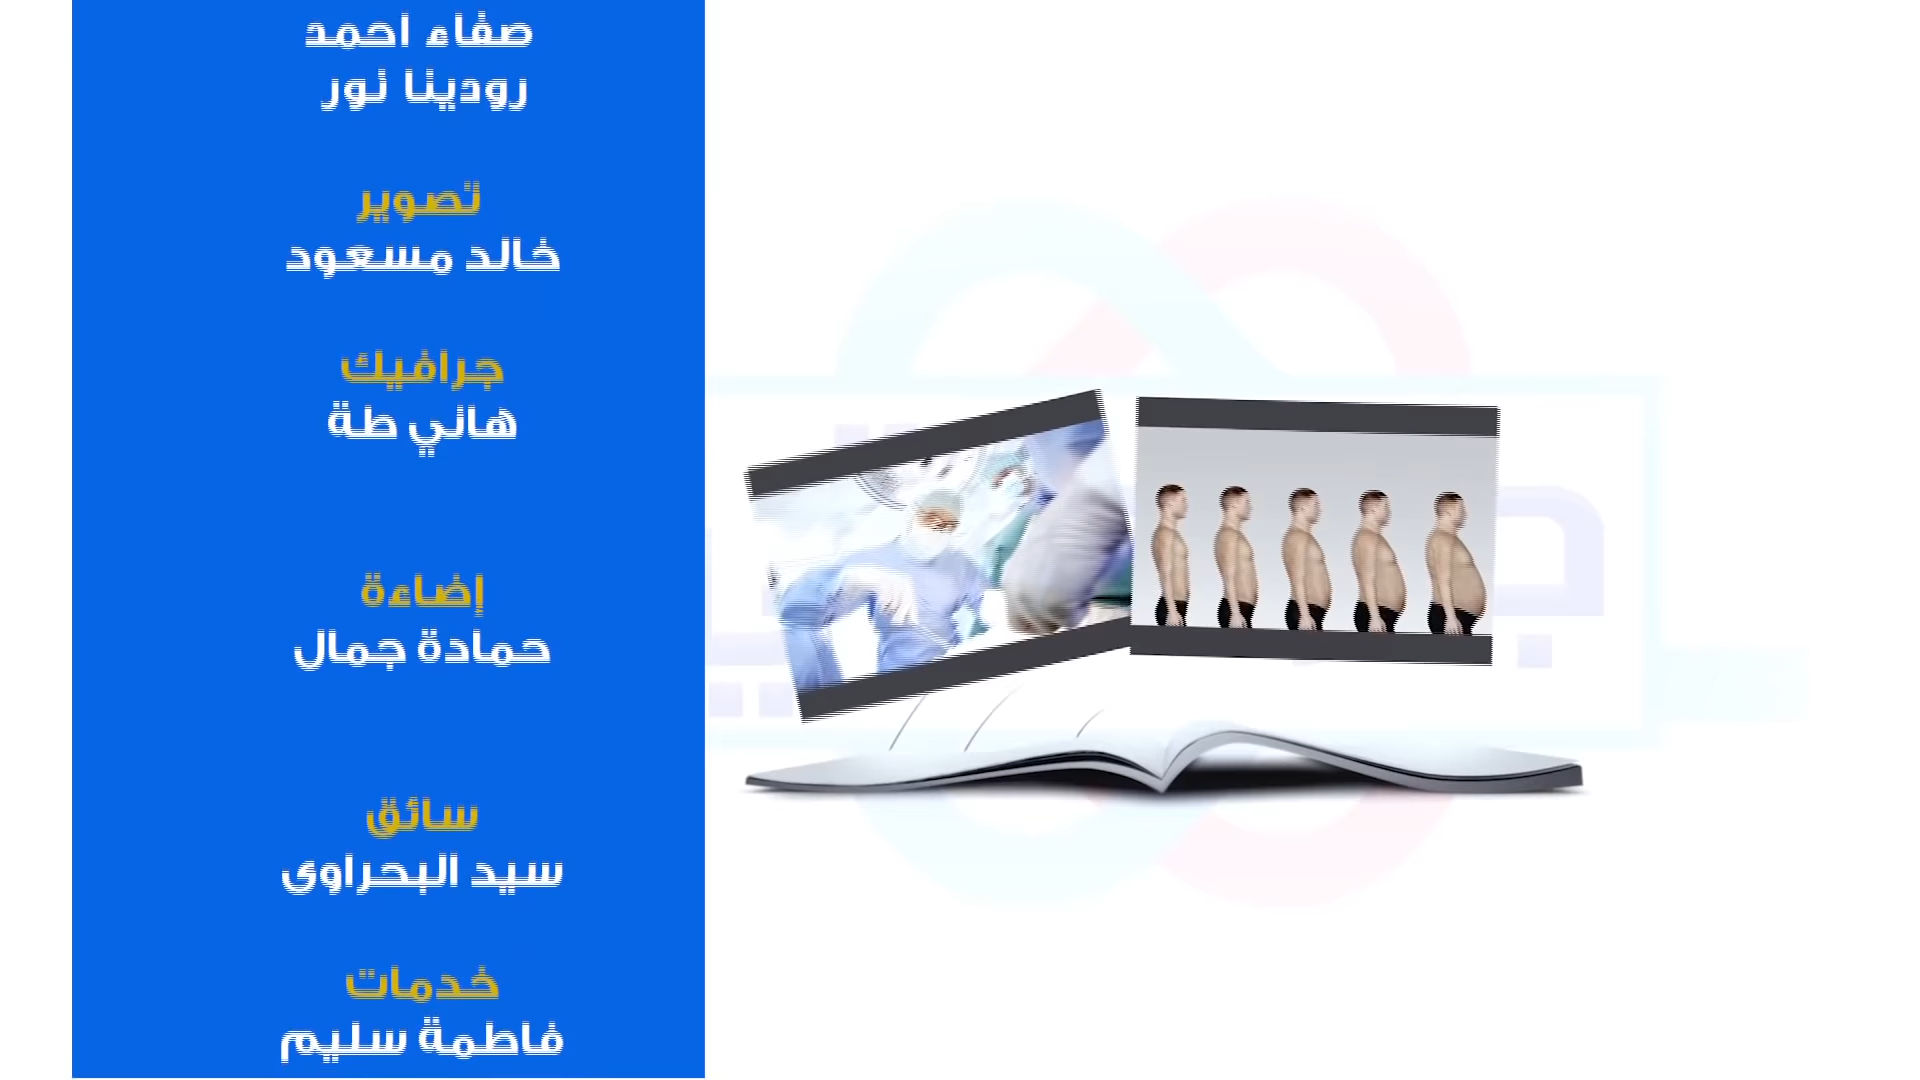 صفاء احمد
رودينا نور
تصوير
خالد مسعود
جرافيك
هاني طة
إضاءة
حمادة جمال
سائق
سيد البحراوى
خدمات
فاطمة سليم